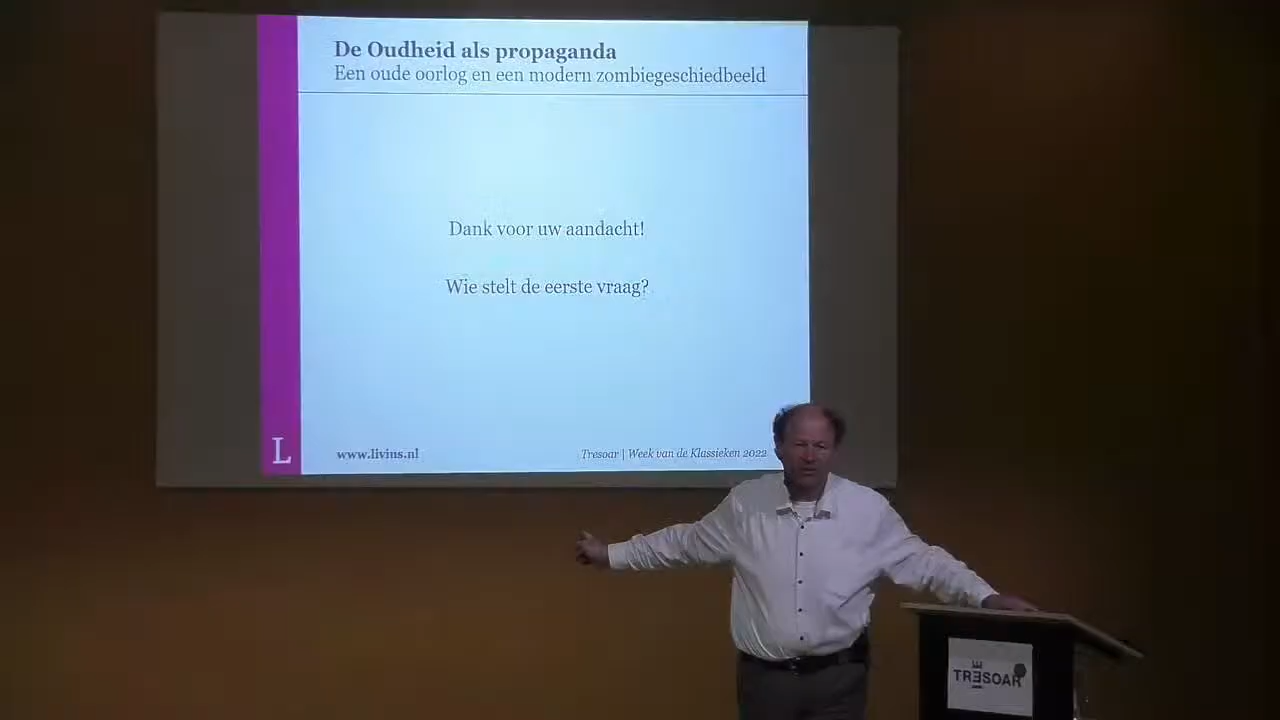 De Oudheid als propaganda
Een oude oorlog en een modern zombiegeschiedbeeld
Dank voor uw aandacht!
Wie stelt de eerste vraag?
L
www.livius.nl
Tresoar | Week van de Klassieken 2022
TRESOAR